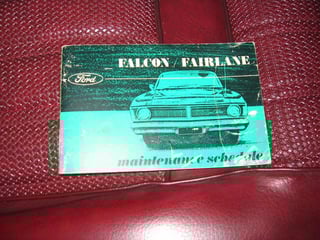 FALCON / FAIRLANE
Ford
maintenance schedule